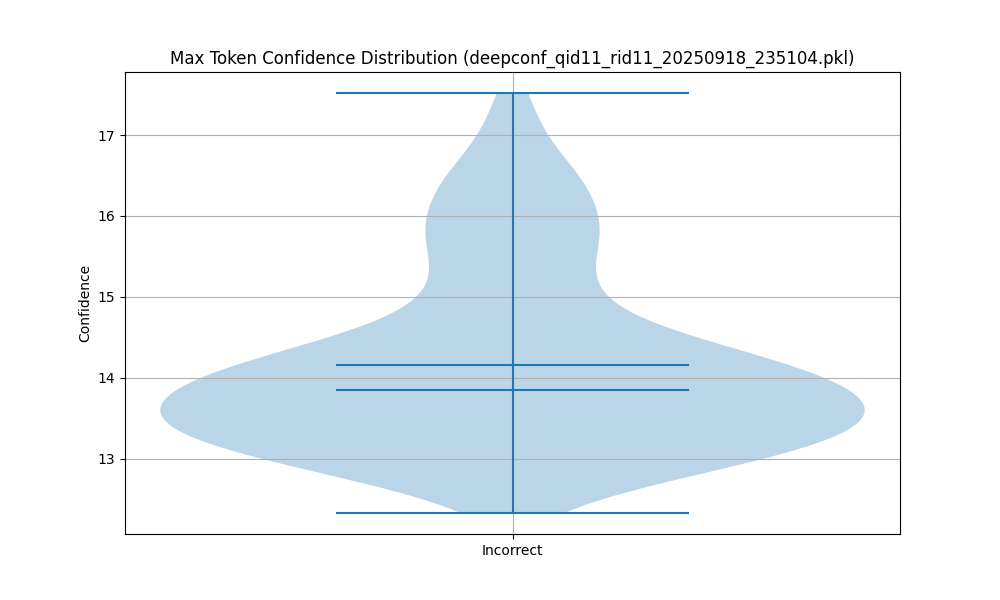 Max Token Confidence Distribution (deepconf_qid11_rid11_20250918_235104.pkl)
17
16
15
14
13
Confidence
Incorrect